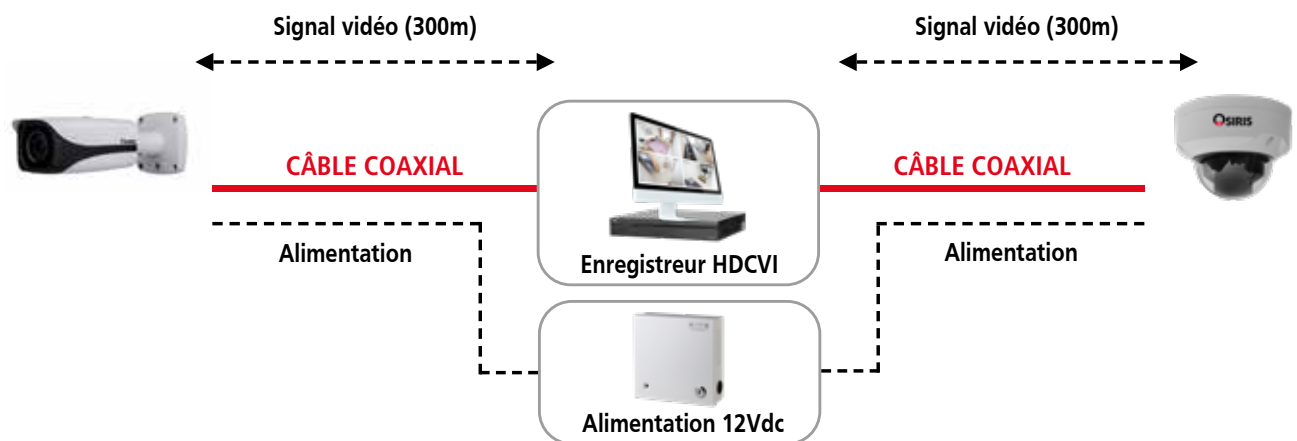 Signal vidéo (300m)
Signal vidéo (300m)
OSIRIS
CÂBLE COAXIAL
CÂBLE COAXIAL
Alimentation
Alimentation
Enregistreur HDCVI
Alimentation 12Vdc